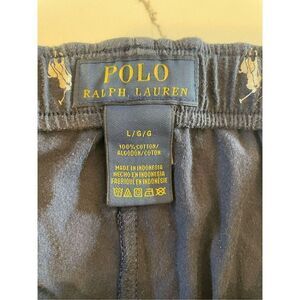 POLO
RALPH LAUREN
L/G/G
100% COTTON/
ALGODÓN/COTON
MADE IN INDONESIA
HECHO EN INDONESIA
FABRIQUÉ EN INDONÉSIE